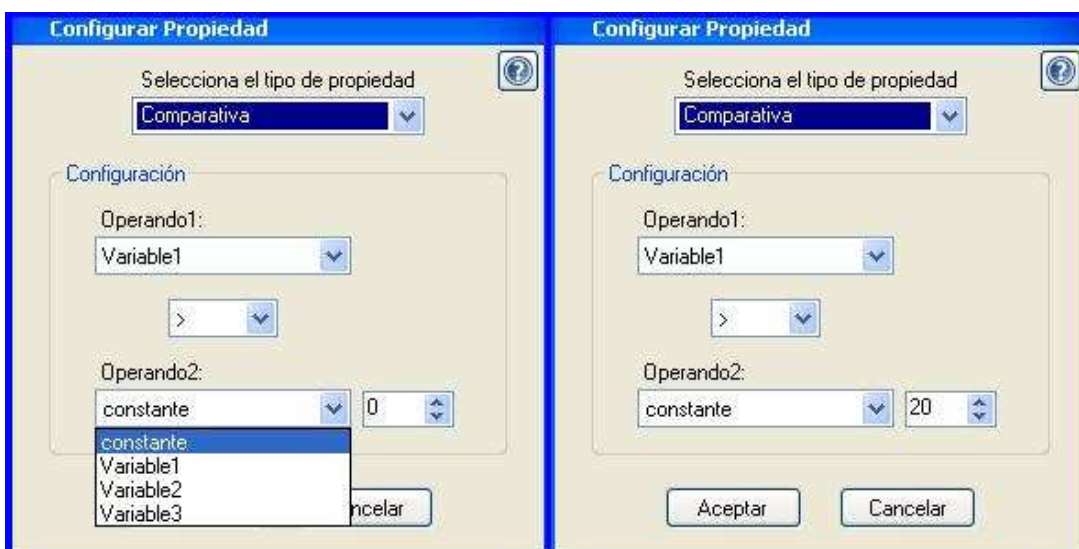 Configurar Propiedad
Selecciona el tipo de propiedad
Comparativa
Configuración
Operando1:
Variable1
>
Operando2:
constante 0
constante
Variable1
Variable2
Variable3
ncelar
Configurar Propiedad
Selecciona el tipo de propiedad
Comparativa
Configuración
Operando1:
Variable1
>
Operando2:
constante 20
Aceptar Cancelar